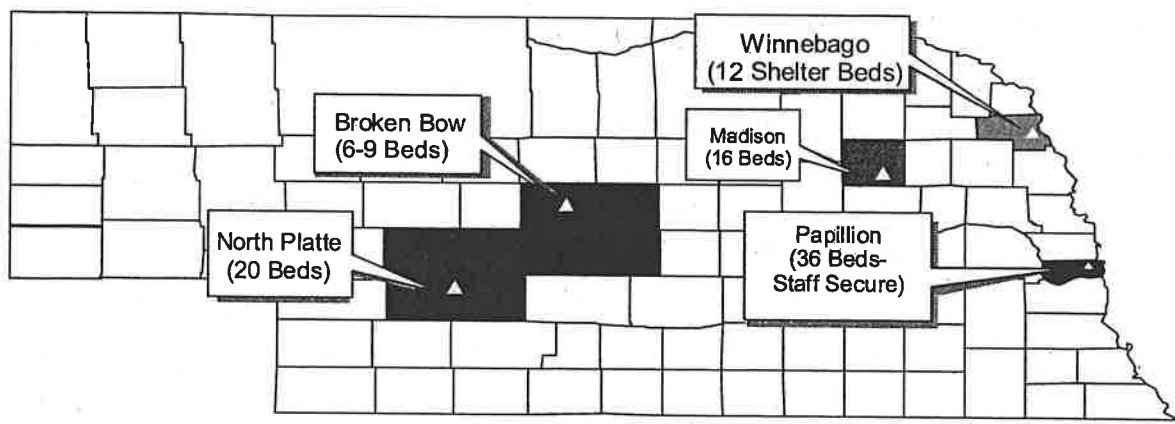 Winnebago
(12 Shelter Beds)
Broken Bow
(6-9 Beds)
Madison
(16 Beds)
North Platte
(20 Beds)
Papillion
(36 Beds-
Staff Secure)